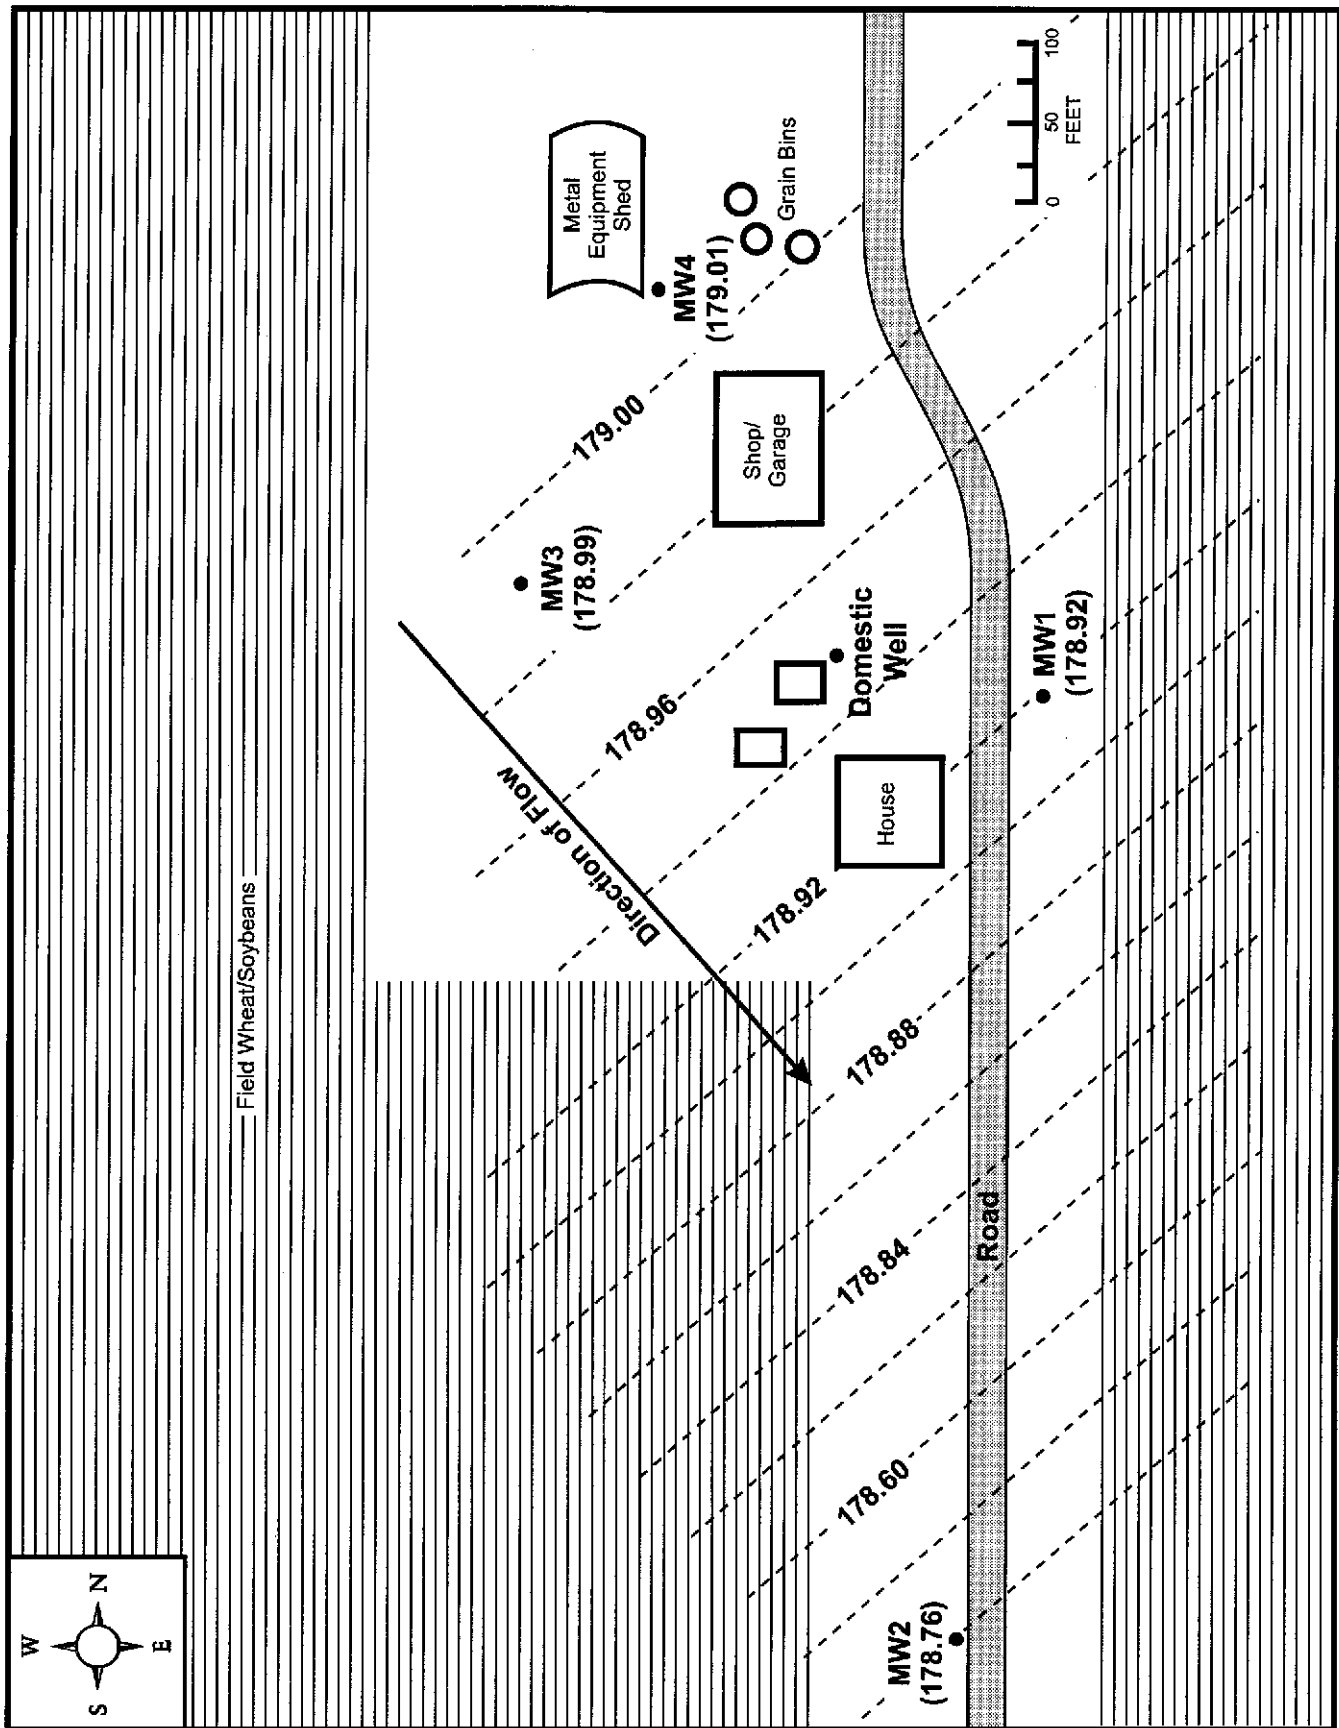 W
S
N
E
Field Wheat/Soybeans
Metal
Equipment
Shed
MW4
(179.01)
Grain Bins
0
50
100
FEET
179.00
MW3
(178.99)
Shop/
Garage
178.96
Domestic
Well
MW1
(178.92)
Direction of Flow
House
178.92
178.88
178.84
Road
178.60
MW2
(178.76)